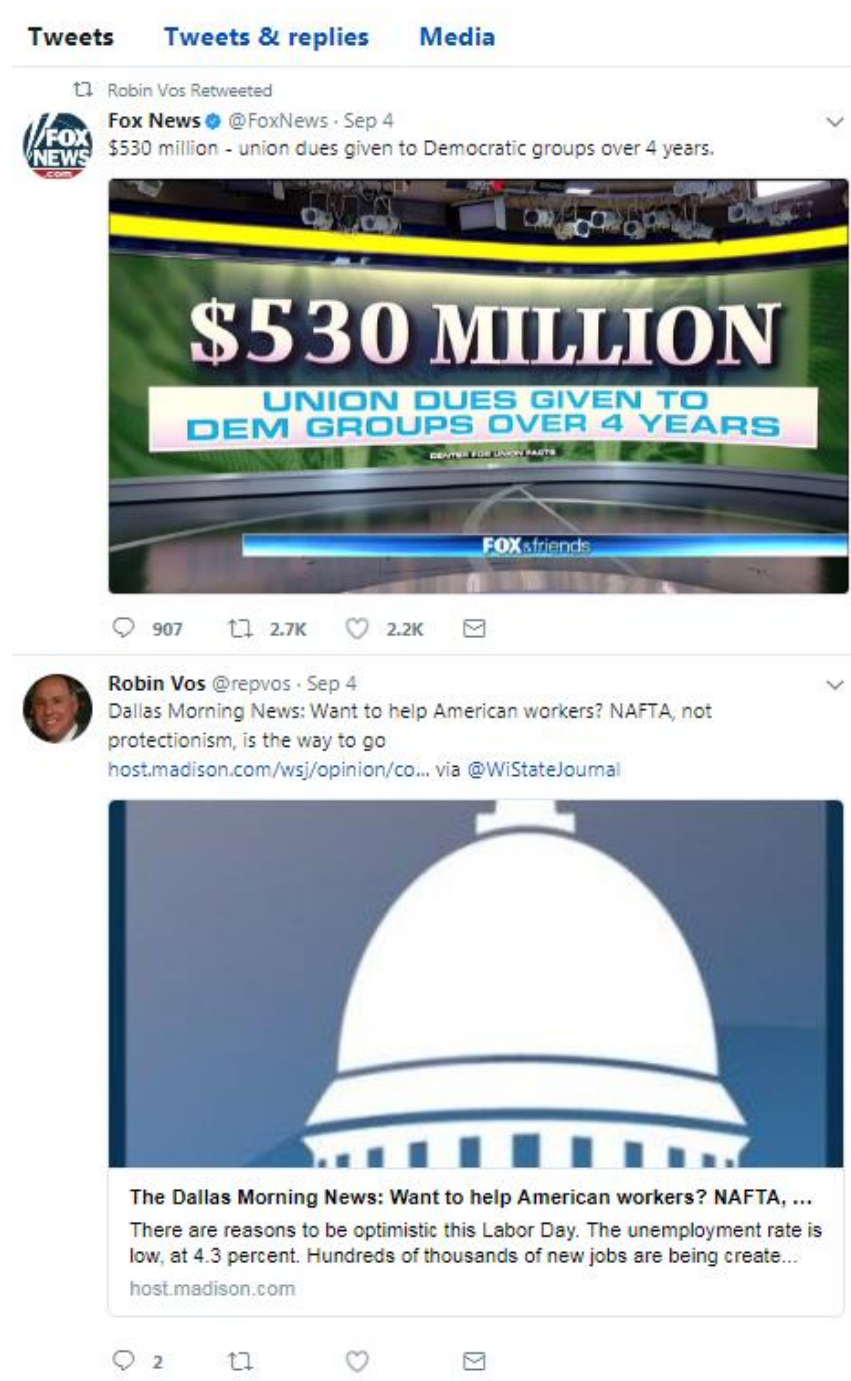 Tweets Tweets & replies Media
Robin Vos Retweeted
Fox News @FoxNews · Sep 4
$530 million - union dues given to Democratic groups over 4 years.
FOX
NEWS
.com
$530 MILLION
UNION DUES GIVEN TO
DEM GROUPS OVER 4 YEARS
CENTER FOR UNION FACTS
FOX&friends
907 2.7K 2.2K
Robin Vos @repvos · Sep 4
Dallas Morning News: Want to help American workers? NAFTA, not
protectionism, is the way to go
host.madison.com/wsj/opinion/co... via @WiStateJournal
The Dallas Morning News: Want to help American workers? NAFTA, ...
There are reasons to be optimistic this Labor Day. The unemployment rate is
low, at 4.3 percent. Hundreds of thousands of new jobs are being create...
host.madison.com
2